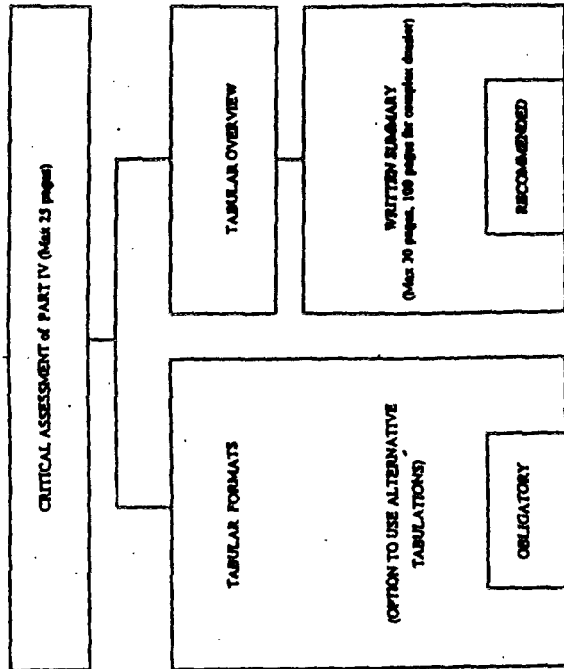 CRITICAL ASSESSMENT of PART IV (Max 25 pages)
TABULAR FORMATS
(OPTION TO USE ALTERNATIVE
TABULATIONS)
OBLIGATORY
TABULAR OVERVIEW
WRITTEN SUMMARY
(Max 30 pages, 100 pages for complex dossier)
RECOMMENDED